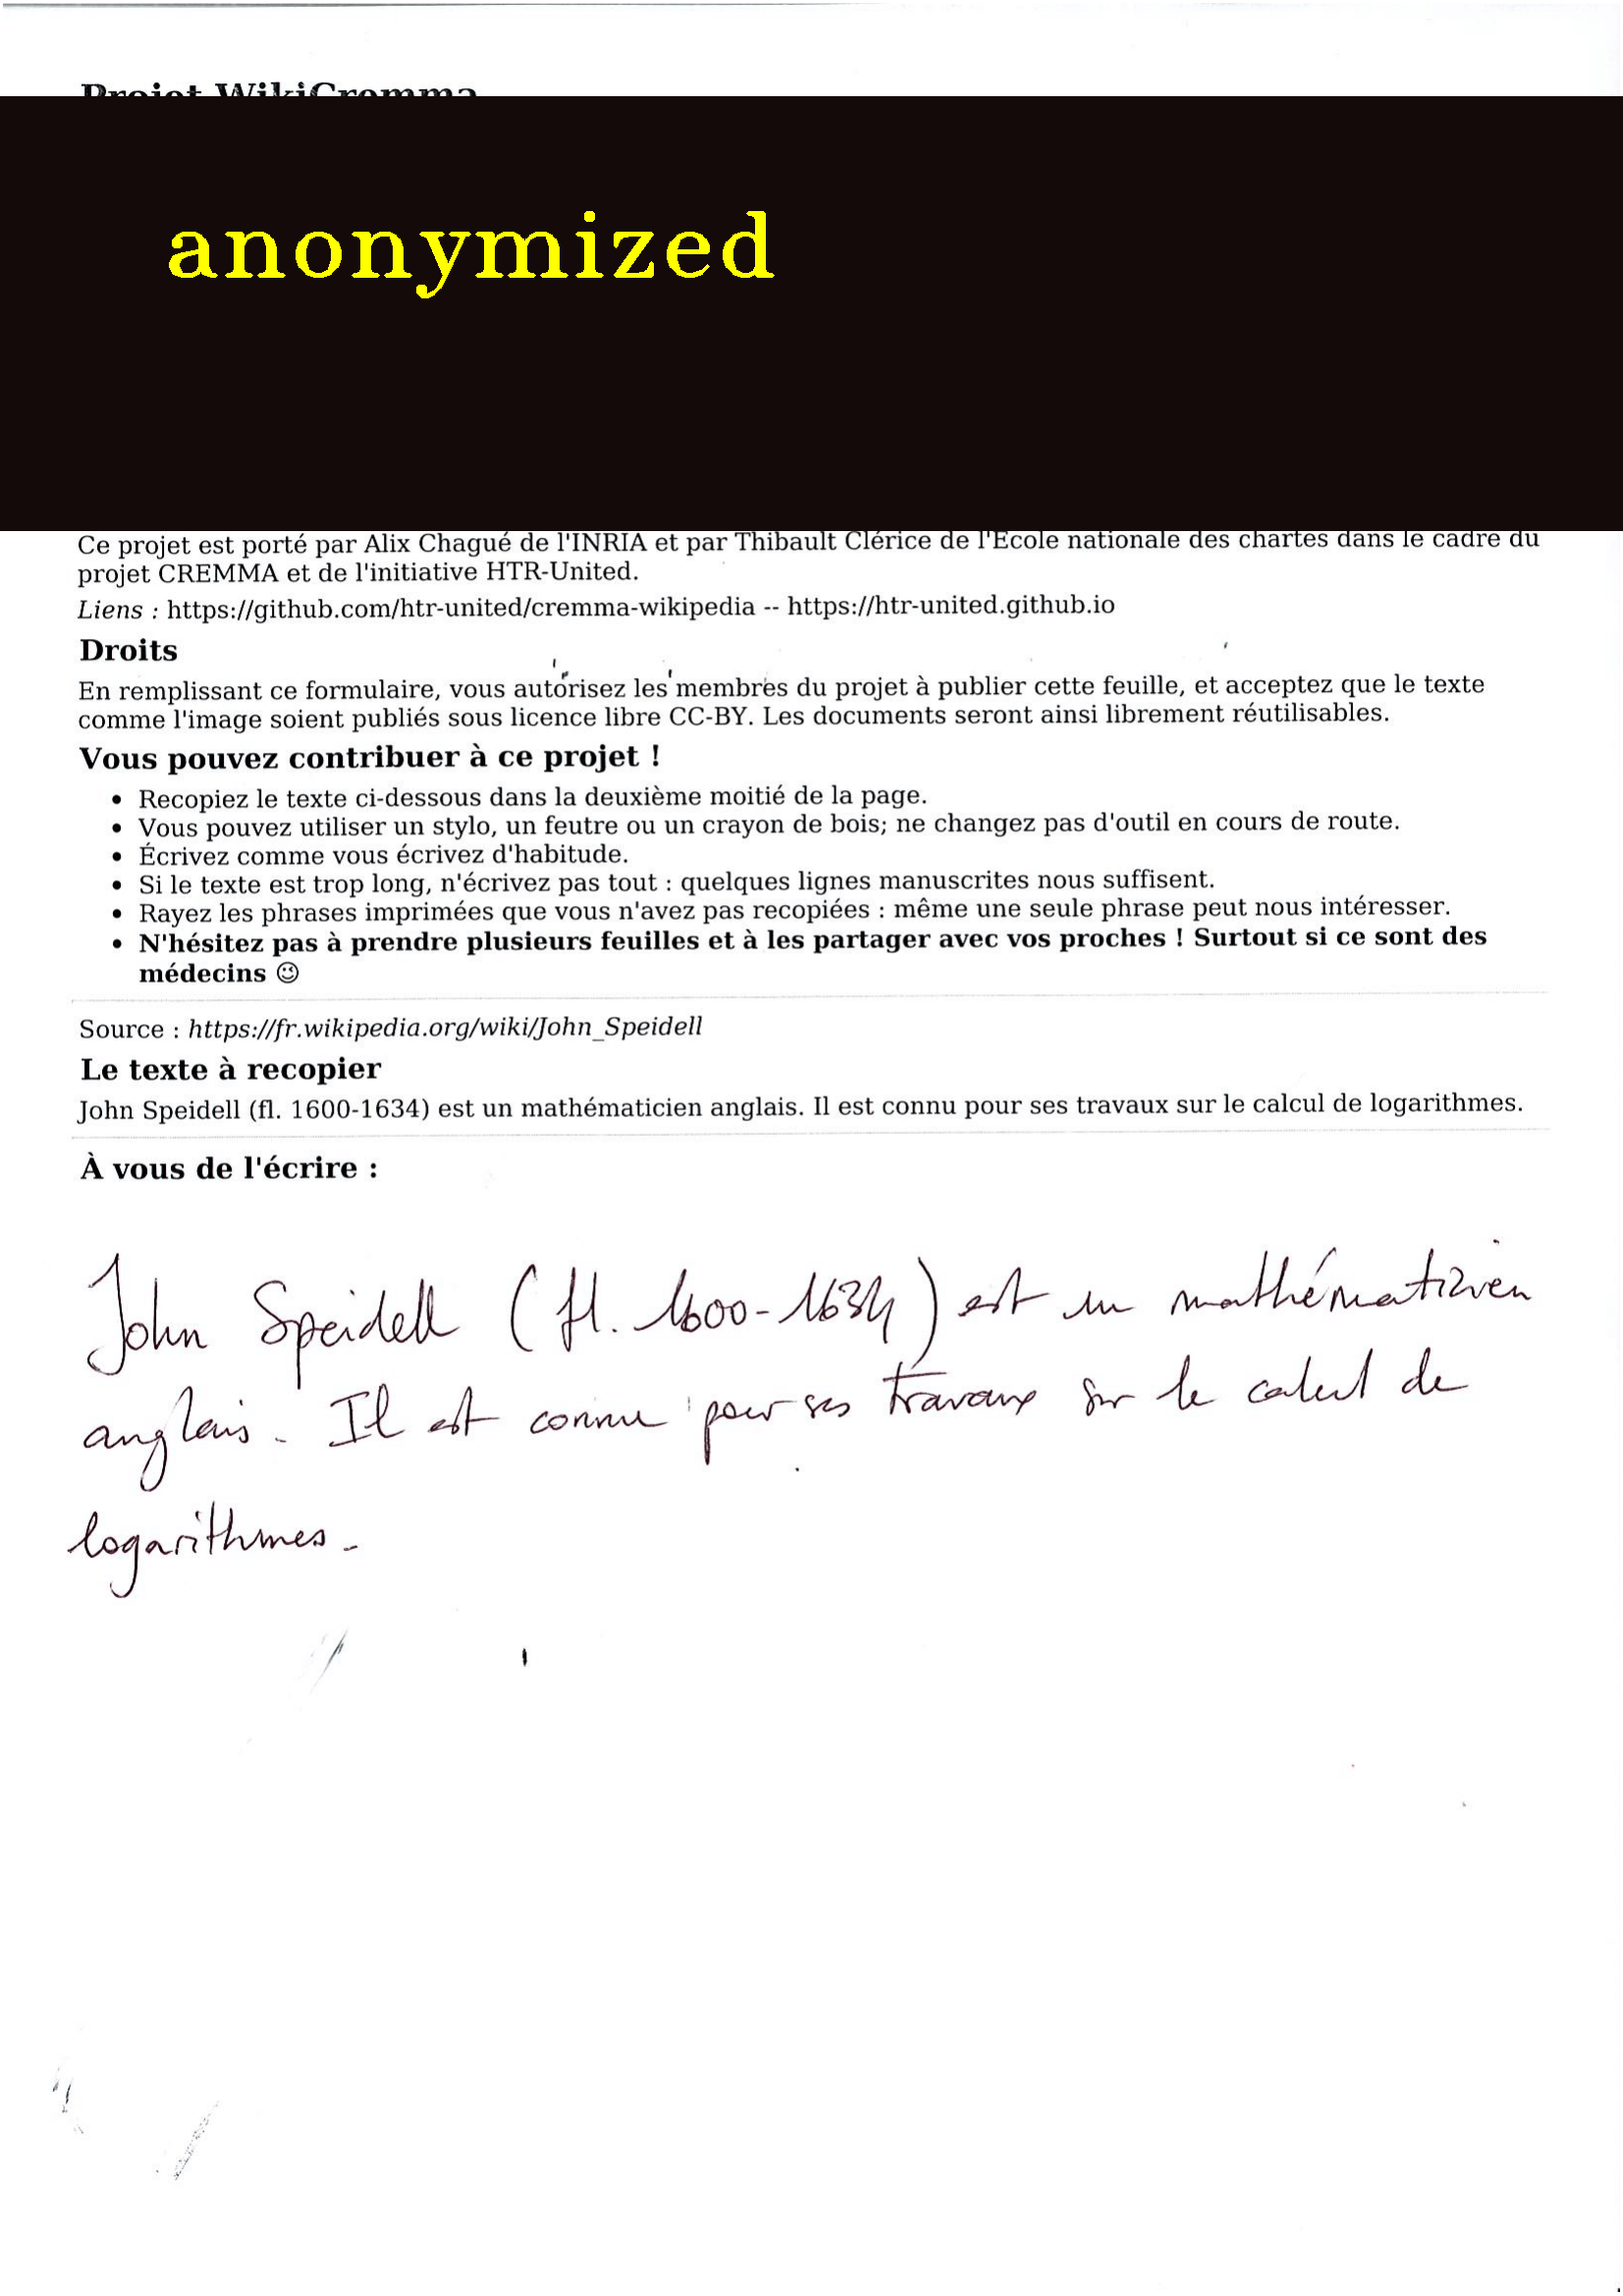 Projet WikiCremma
anonymized
Ce projet est porté par Alix Chagué de l'INRIA et par Thibault Clérice de l'École nationale des chartes dans le cadre du
projet CREMMA et de l'initiative HTR-United.
Liens : https://github.com/htr-united/cremma-wikipedia -- https://htr-united.github.io
Droits
En remplissant ce formulaire, vous autorisez les membres du projet à publier cette feuille, et acceptez que le texte
comme l'image soient publiés sous licence libre CC-BY. Les documents seront ainsi librement réutilisables.
Vous pouvez contribuer à ce projet !
• Recopiez le texte ci-dessous dans la deuxième moitié de la page.
• Vous pouvez utiliser un stylo, un feutre ou un crayon de bois; ne changez pas d'outil en cours de route.
• Écrivez comme vous écrivez d'habitude.
• Si le texte est trop long, n'écrivez pas tout : quelques lignes manuscrites nous suffisent.
• Rayez les phrases imprimées que vous n'avez pas recopiées : même une seule phrase peut nous intéresser.
• N'hésitez pas à prendre plusieurs feuilles et à les partager avec vos proches ! Surtout si ce sont des
médecins 😉
Source : https://fr.wikipedia.org/wiki/John_Speidell
Le texte à recopier
John Speidell (fl. 1600-1634) est un mathématicien anglais. Il est connu pour ses travaux sur le calcul de logarithmes.
À vous de l'écrire :
John Speidell (fl. 1600-1634) est un mathématicien
anglais. Il est connu pour ses travaux sur le calcul de
logarithmes.